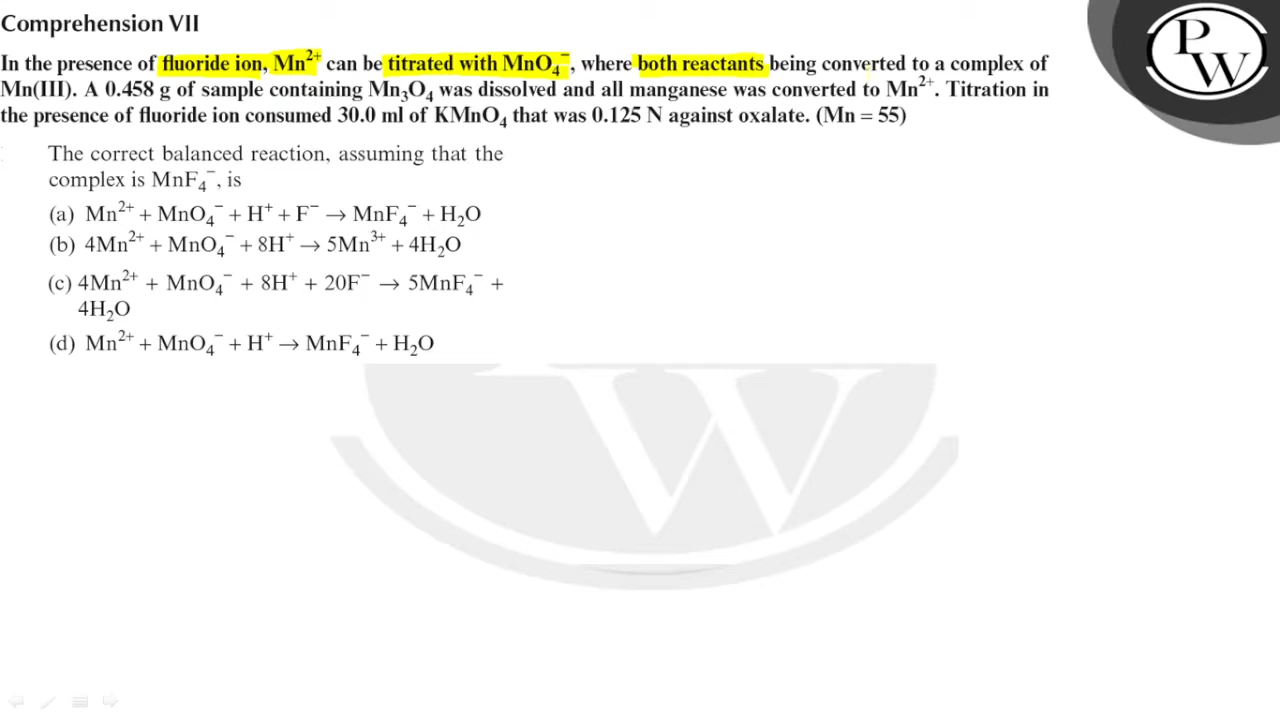 Comprehension VII
In the presence of fluoride ion, Mn²⁺ can be titrated with MnO₄⁻, where both reactants being converted to a complex of
Mn(III). A 0.458 g of sample containing Mn₃O₄ was dissolved and all manganese was converted to Mn²⁺. Titration in
the presence of fluoride ion consumed 30.0 ml of KMnO₄ that was 0.125 N against oxalate. (Mn = 55)
The correct balanced reaction, assuming that the
complex is MnF₄⁻, is
(a) Mn²⁺ + MnO₄⁻ + H⁺ + F⁻ → MnF₄⁻ + H₂O
(b) 4Mn²⁺ + MnO₄⁻ + 8H⁺ → 5Mn³⁺ + 4H₂O
(c) 4Mn²⁺ + MnO₄⁻ + 8H⁺ + 20F⁻ → 5MnF₄⁻ +
4H₂O
(d) Mn²⁺ + MnO₄⁻ + H⁺ → MnF₄⁻ + H₂O
P
W
W